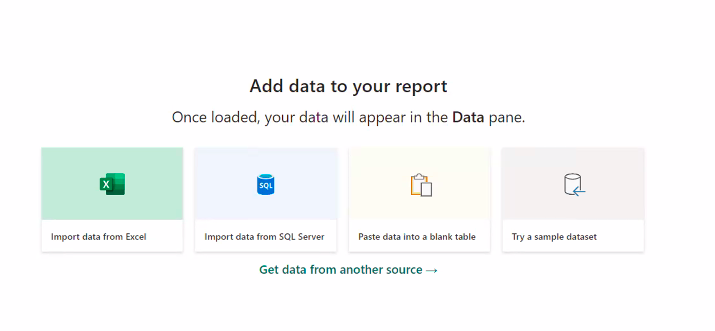 Add data to your report
Once loaded, your data will appear in the Data pane.
X
SQL
Import data from Excel
Import data from SQL Server
Paste data into a blank table
Try a sample dataset
Get data from another source →